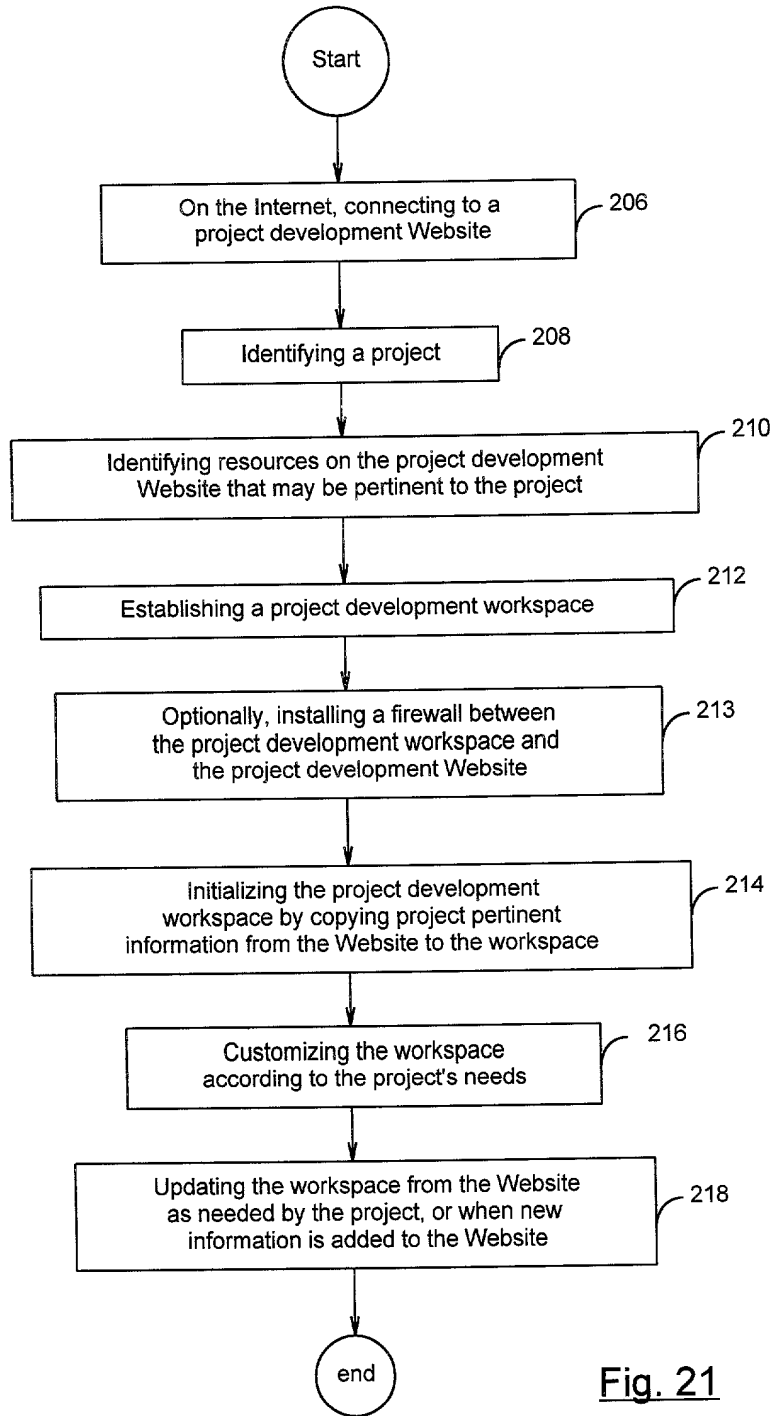 Start
On the Internet, connecting to a
project development Website
206
Identifying a project
208
Identifying resources on the project development
Website that may be pertinent to the project
210
Establishing a project development workspace
212
Optionally, installing a firewall between
the project development workspace and
the project development Website
213
Initializing the project development
workspace by copying project pertinent
information from the Website to the workspace
214
Customizing the workspace
according to the project's needs
216
Updating the workspace from the Website
as needed by the project, or when new
information is added to the Website
218
end
Fig. 21